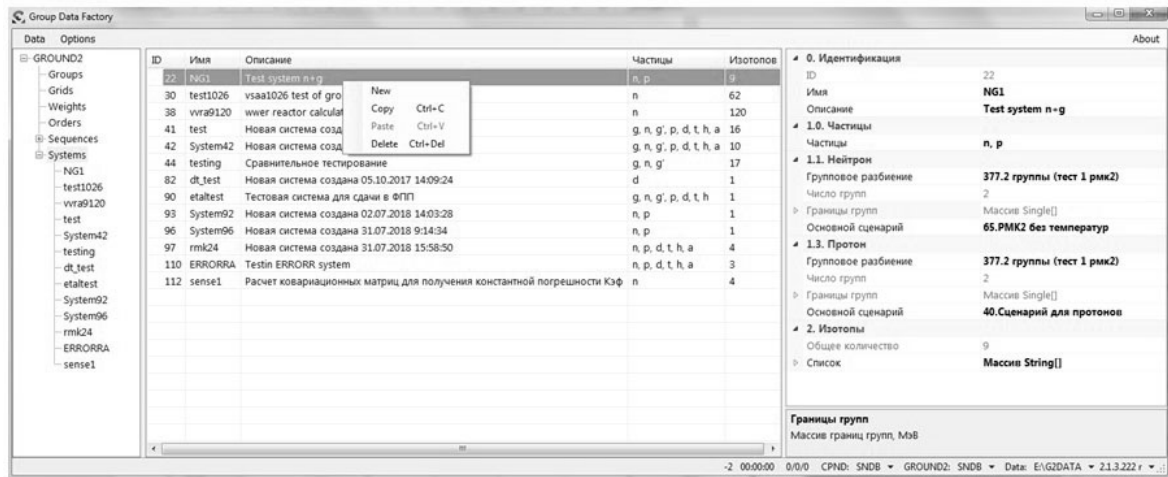 Group Data Factory
Data Options About
GROUND2
Groups
Grids
Weights
Orders
Sequences
Systems
NG1
test1026
vvra9120
test
System42
testing
dt_test
etaltest
System92
System96
rmk24
ERRORRA
sense1
ID Имя Описание Частицы Изотопов
22 NG1 Test system n+g n, p 9
30 test1026 vsaa1026 test of gro n 62
38 vvra9120 wwer reactor calculat n 120
41 test Новая система созд g, n, g', p, d, t, h, a 16
42 System42 Новая система созд g, n, g', p, d, t, h, a 10
44 testing Сравнительное тестирование g, n, g' 17
82 dt_test Новая система создана 05.10.2017 14:09:24 d 1
90 etaltest Тестовая система для сдачи в ФПП g, n, g', p, d, t, h 1
93 System92 Новая система создана 02.07.2018 14:03:28 n, p 1
96 System96 Новая система создана 31.07.2018 9:14:34 n, p 1
97 rmk24 Новая система создана 31.07.2018 15:58:50 n, p, d, t, h, a 4
110 ERRORRA Testin ERRORR system n, p, d, t, h, a 3
112 sense1 Расчет ковариационных матриц для получения константной погрешности Кэф n 4
New
Copy Ctrl+C
Paste Ctrl+V
Delete Ctrl+Del
0. Идентификация
ID 22
Имя NG1
Описание Test system n+g
1.0. Частицы
Частицы n, p
1.1. Нейтрон
Групповое разбиение 377.2 группы (тест 1 рмк2)
Число групп 2
Границы групп Массив Single[]
Основной сценарий 65.РМК2 без температур
1.3. Протон
Групповое разбиение 377.2 группы (тест 1 рмк2)
Число групп 2
Границы групп Массив Single[]
Основной сценарий 40.Сценарий для протонов
2. Изотопы
Общее количество 9
Список Массив String[]
Границы групп
Массив границ групп, МэВ
-2 00:00:00 0/0/0 CPND: SNDB GROUND2: SNDB Data: E:\G2DATA 2.1.3.222 r